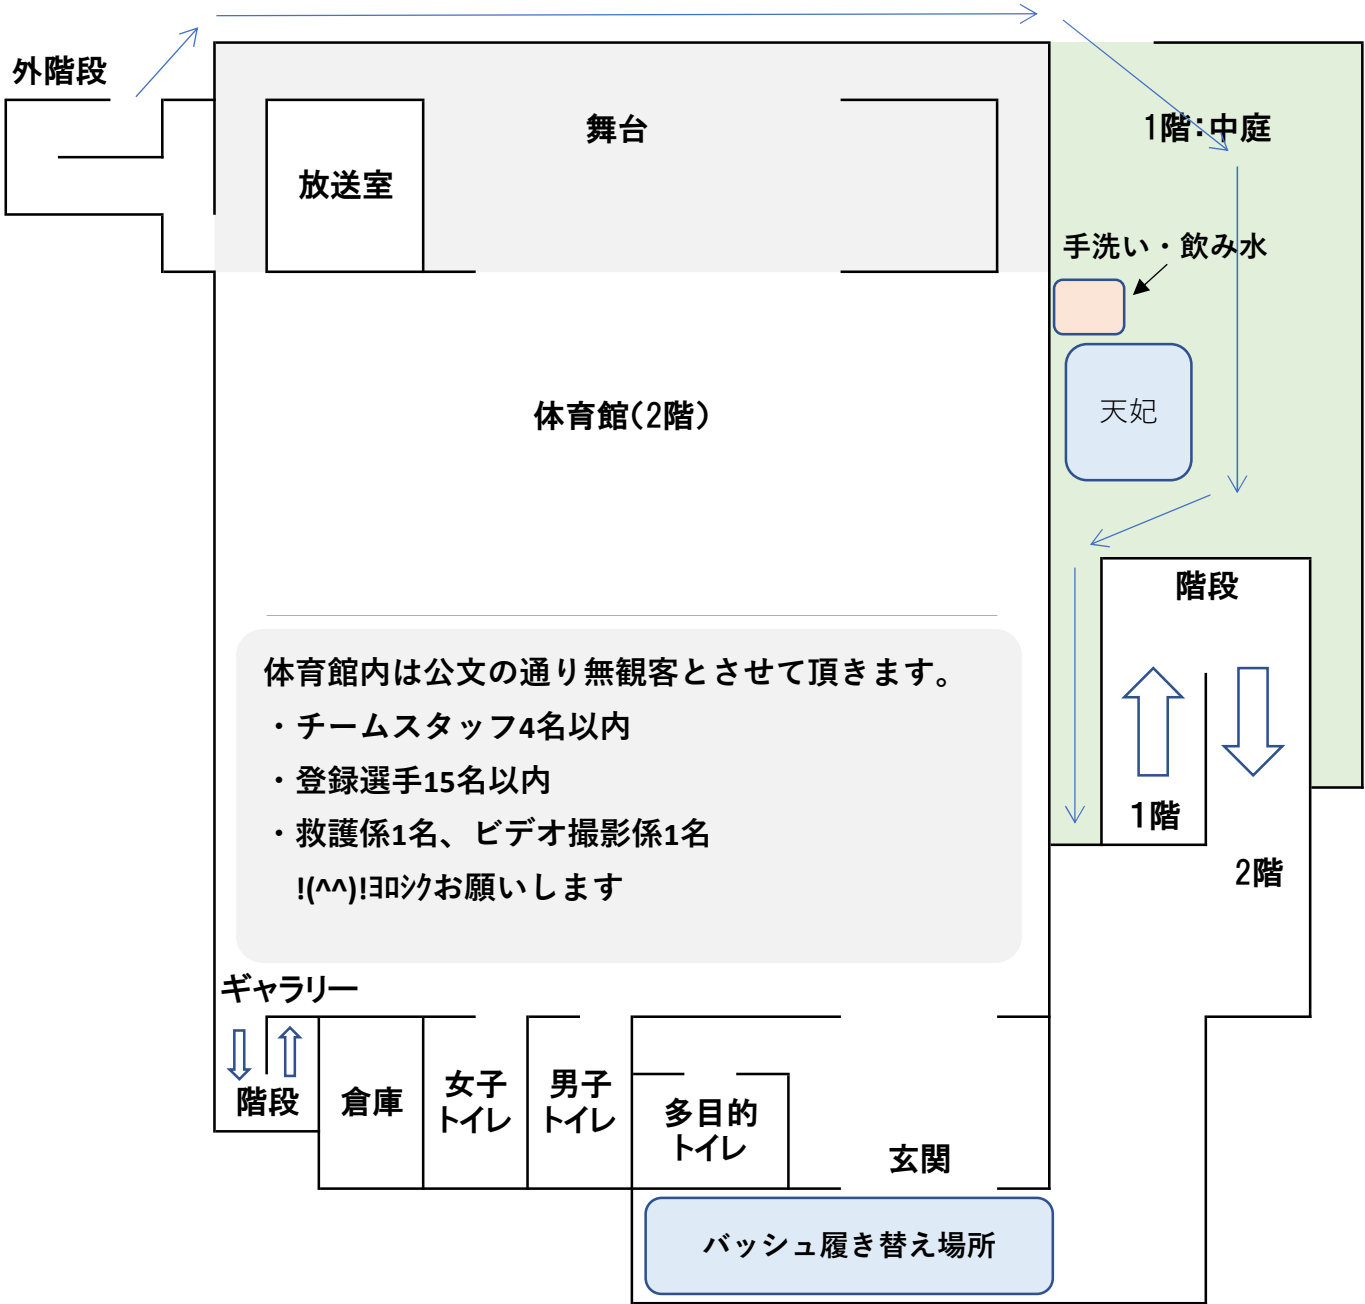 外階段
舞台
1階：中庭
放送室
手洗い・飲み水
天妃
体育館（2階）
階段
体育館内は公文の通り無観客とさせて頂きます。
・チームスタッフ4名以内
・登録選手15名以内
・救護係1名、ビデオ撮影係1名
!(^^)!ﾖﾛｼｸお願いします
1階
2階
ギャラリー
階段
倉庫
女子
トイレ
男子
トイレ
多目的
トイレ
玄関
バッシュ履き替え場所